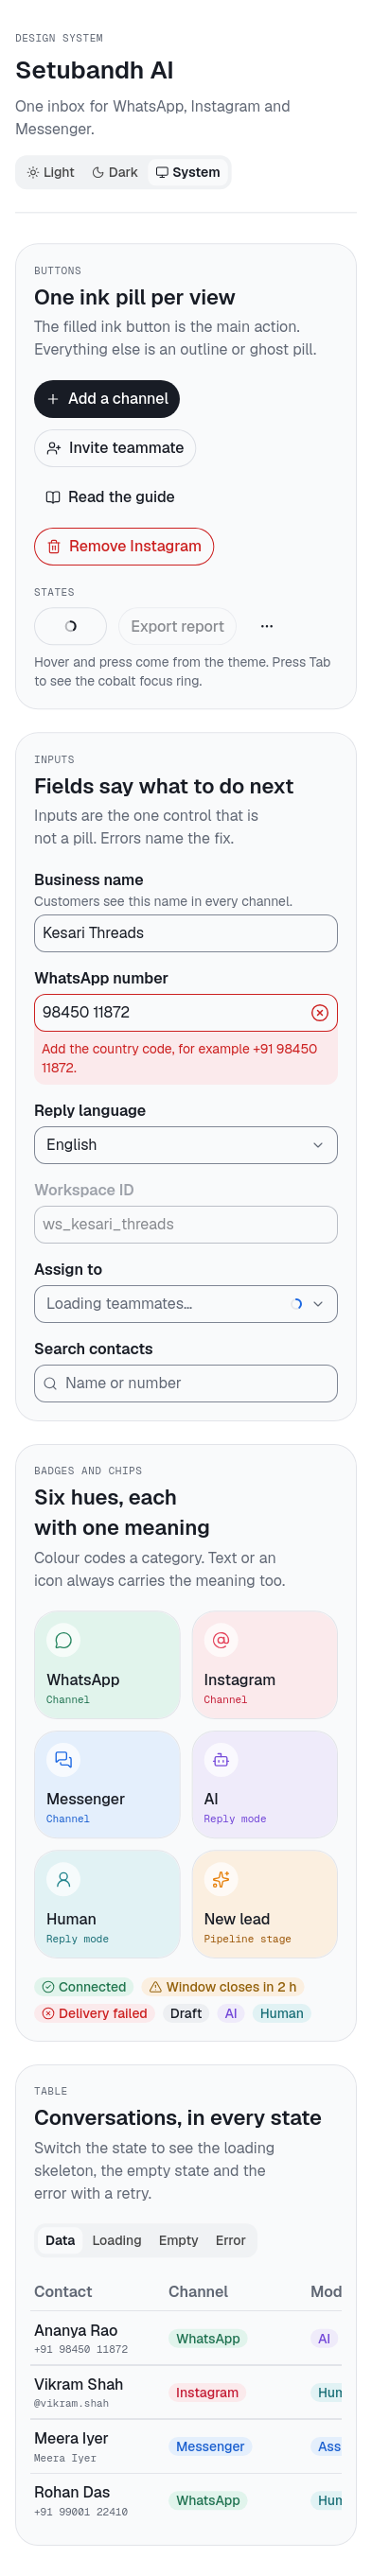 DESIGN SYSTEM
Setubandh AI
One inbox for WhatsApp, Instagram and
Messenger.
Light Dark System
BUTTONS
One ink pill per view
The filled ink button is the main action.
Everything else is an outline or ghost pill.
Add a channel
Invite teammate
Read the guide
Remove Instagram
STATES
Export report
Hover and press come from the theme. Press Tab
to see the cobalt focus ring.
INPUTS
Fields say what to do next
Inputs are the one control that is
not a pill. Errors name the fix.
Business name
Customers see this name in every channel.
Kesari Threads
WhatsApp number
98450 11872
Add the country code, for example +91 98450
11872.
Reply language
English
Workspace ID
ws_kesari_threads
Assign to
Loading teammates...
Search contacts
Name or number
BADGES AND CHIPS
Six hues, each
with one meaning
Colour codes a category. Text or an
icon always carries the meaning too.
WhatsApp Instagram
Channel Channel
Messenger AI
Channel Reply mode
Human New lead
Reply mode Pipeline stage
Connected Window closes in 2 h
Delivery failed Draft AI Human
TABLE
Conversations, in every state
Switch the state to see the loading
skeleton, the empty state and the
error with a retry.
Data Loading Empty Error
Contact Channel Mod
Ananya Rao WhatsApp AI
+91 98450 11872
Vikram Shah Instagram Hun
@vikram.shah
Meera Iyer Messenger Ass
Meera Iyer
Rohan Das WhatsApp Hun
+91 99001 22410